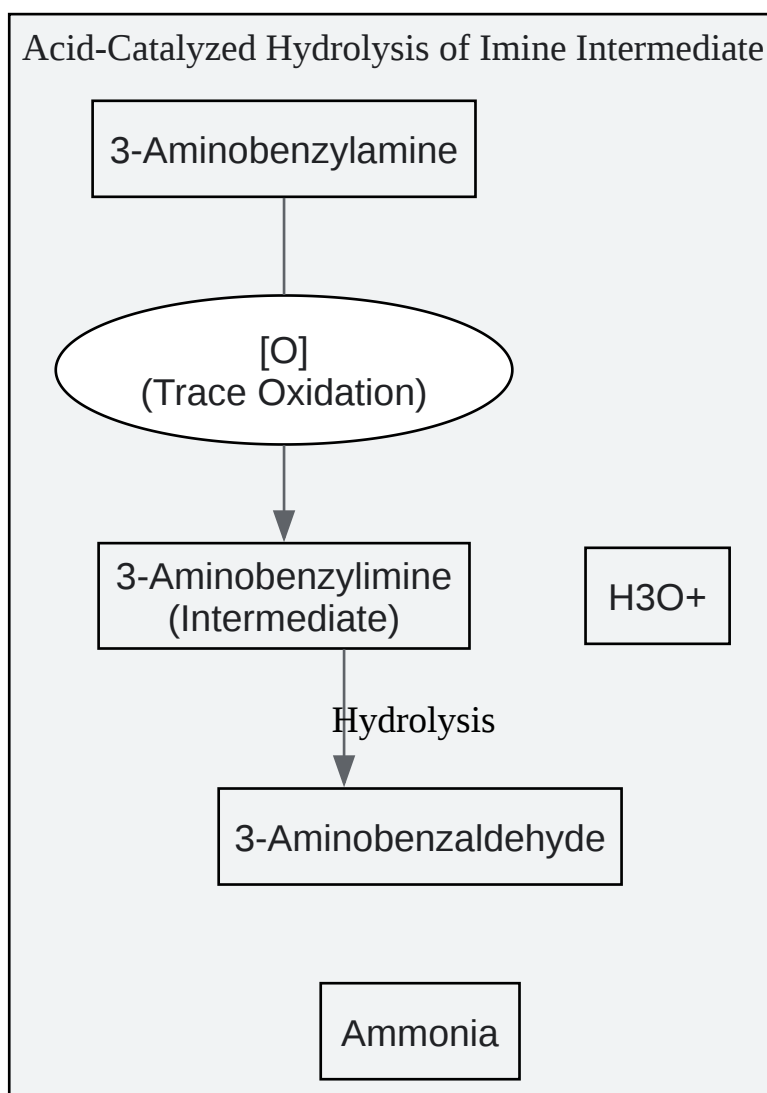 Acid-Catalyzed Hydrolysis of Imine Intermediate
3-Aminobenzylamine
[O]
(Trace Oxidation)
3-Aminobenzylimine
(Intermediate)
H3O+
Hydrolysis
3-Aminobenzaldehyde
Ammonia